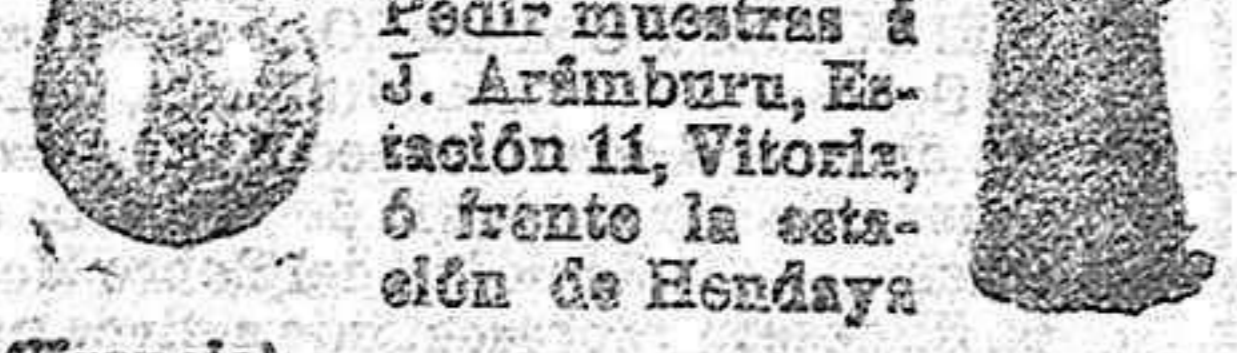 Pedir muestras á
J. Arámburu, Es-
tación 11, Vitoria,
ó frente la esta-
ción de Hendaya